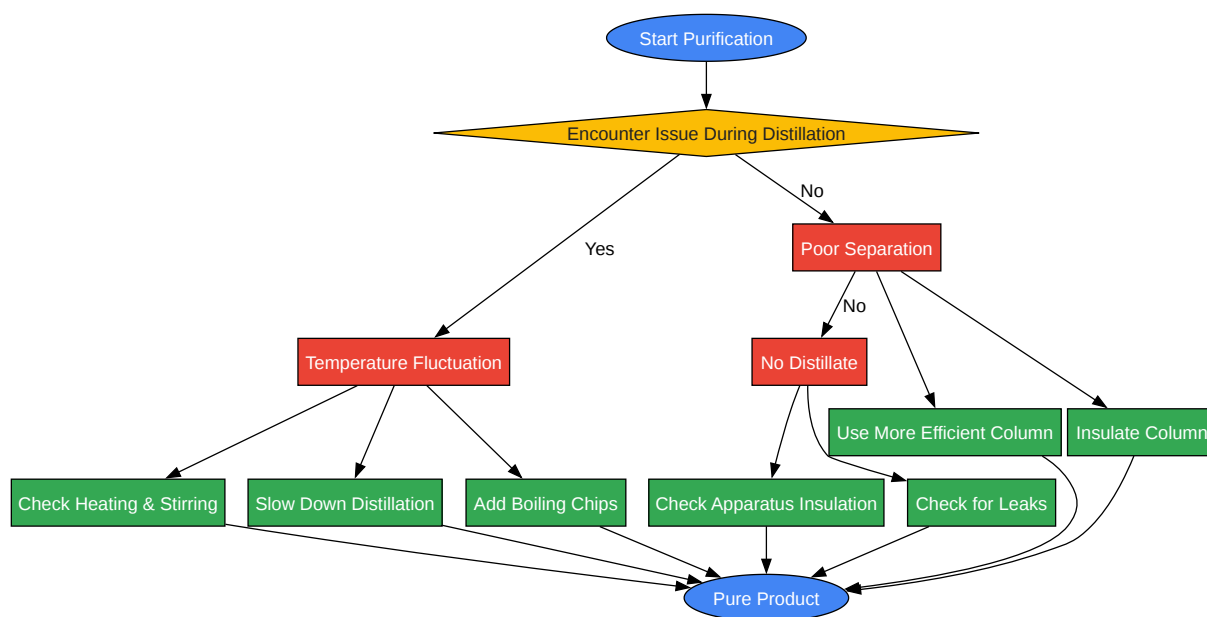 Start Purification
Encounter Issue During Distillation
No
Poor Separation
Yes
No
Temperature Fluctuation
No Distillate
Use More Efficient Column
Insulate Column
Check Heating & Stirring
Slow Down Distillation
Add Boiling Chips
Check Apparatus Insulation
Check for Leaks
Pure Product